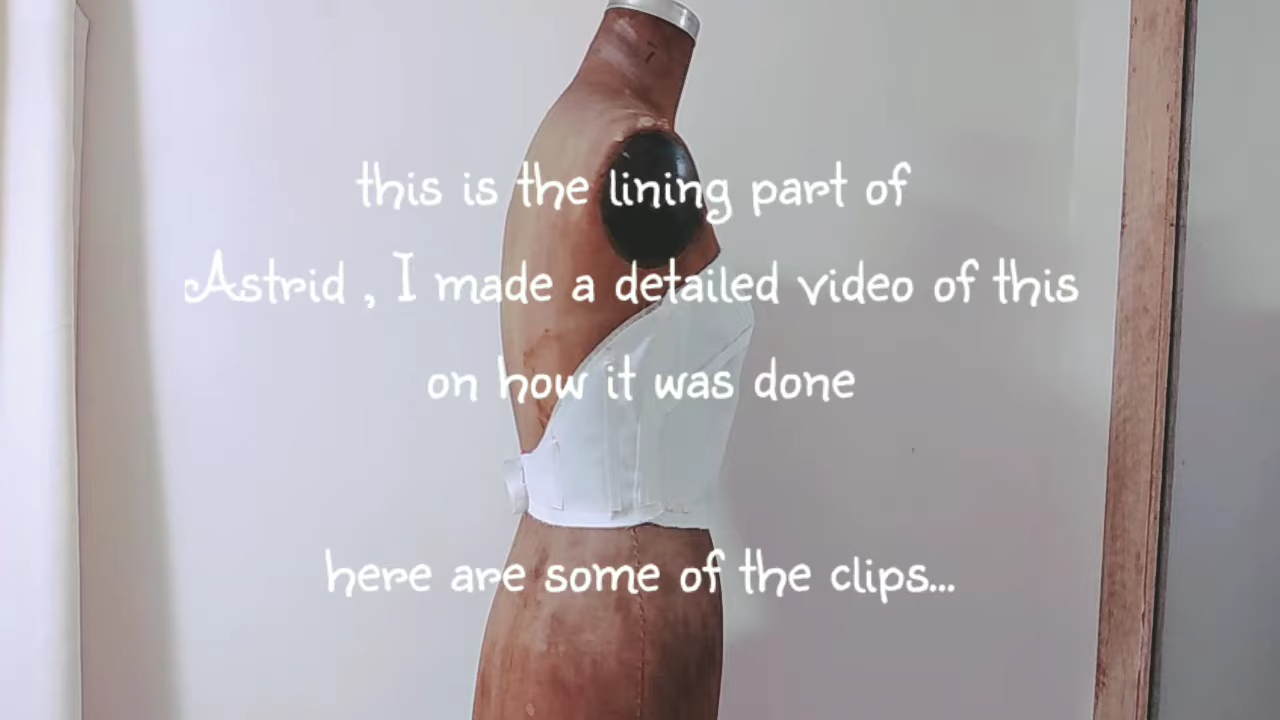 this is the lining part of
Astrid , I made a detailed video of this
on how it was done
here are some of the clips...